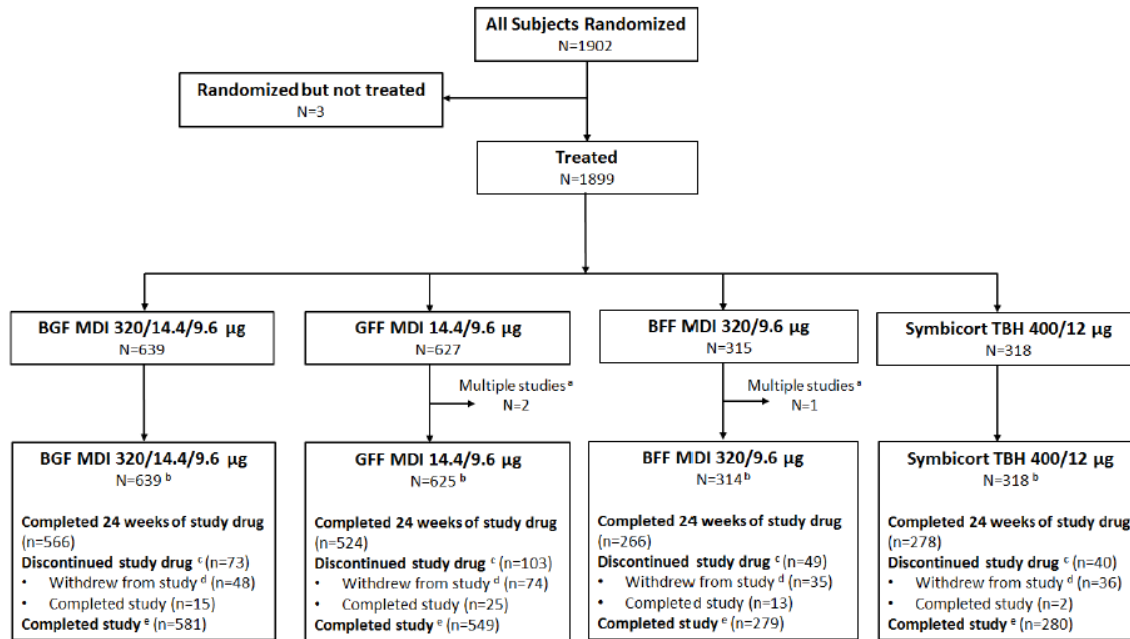 All Subjects Randomized
N=1902
Randomized but not treated
N=3
Treated
N=1899
BGF MDI 320/14.4/9.6 µg
N=639
GFF MDI 14.4/9.6 µg
N=627
BFF MDI 320/9.6 µg
N=315
Symbicort TBH 400/12 µg
N=318
Multiple studies a
N=2
Multiple studies a
N=1
BGF MDI 320/14.4/9.6 µg
N=639 b
Completed 24 weeks of study drug
(n=566)
Discontinued study drug c (n=73)
• Withdrew from study d (n=48)
• Completed study (n=15)
Completed study e (n=581)
GFF MDI 14.4/9.6 µg
N=625 b
Completed 24 weeks of study drug
(n=524)
Discontinued study drug c (n=103)
• Withdrew from study d (n=74)
• Completed study (n=25)
Completed study e (n=549)
BFF MDI 320/9.6 µg
N=314 b
Completed 24 weeks of study drug
(n=266)
Discontinued study drug c (n=49)
• Withdrew from study d (n=35)
• Completed study (n=13)
Completed study e (n=279)
Symbicort TBH 400/12 µg
N=318 b
Completed 24 weeks of study drug
(n=278)
Discontinued study drug c (n=40)
• Withdrew from study d (n=36)
• Completed study (n=2)
Completed study e (n=280)